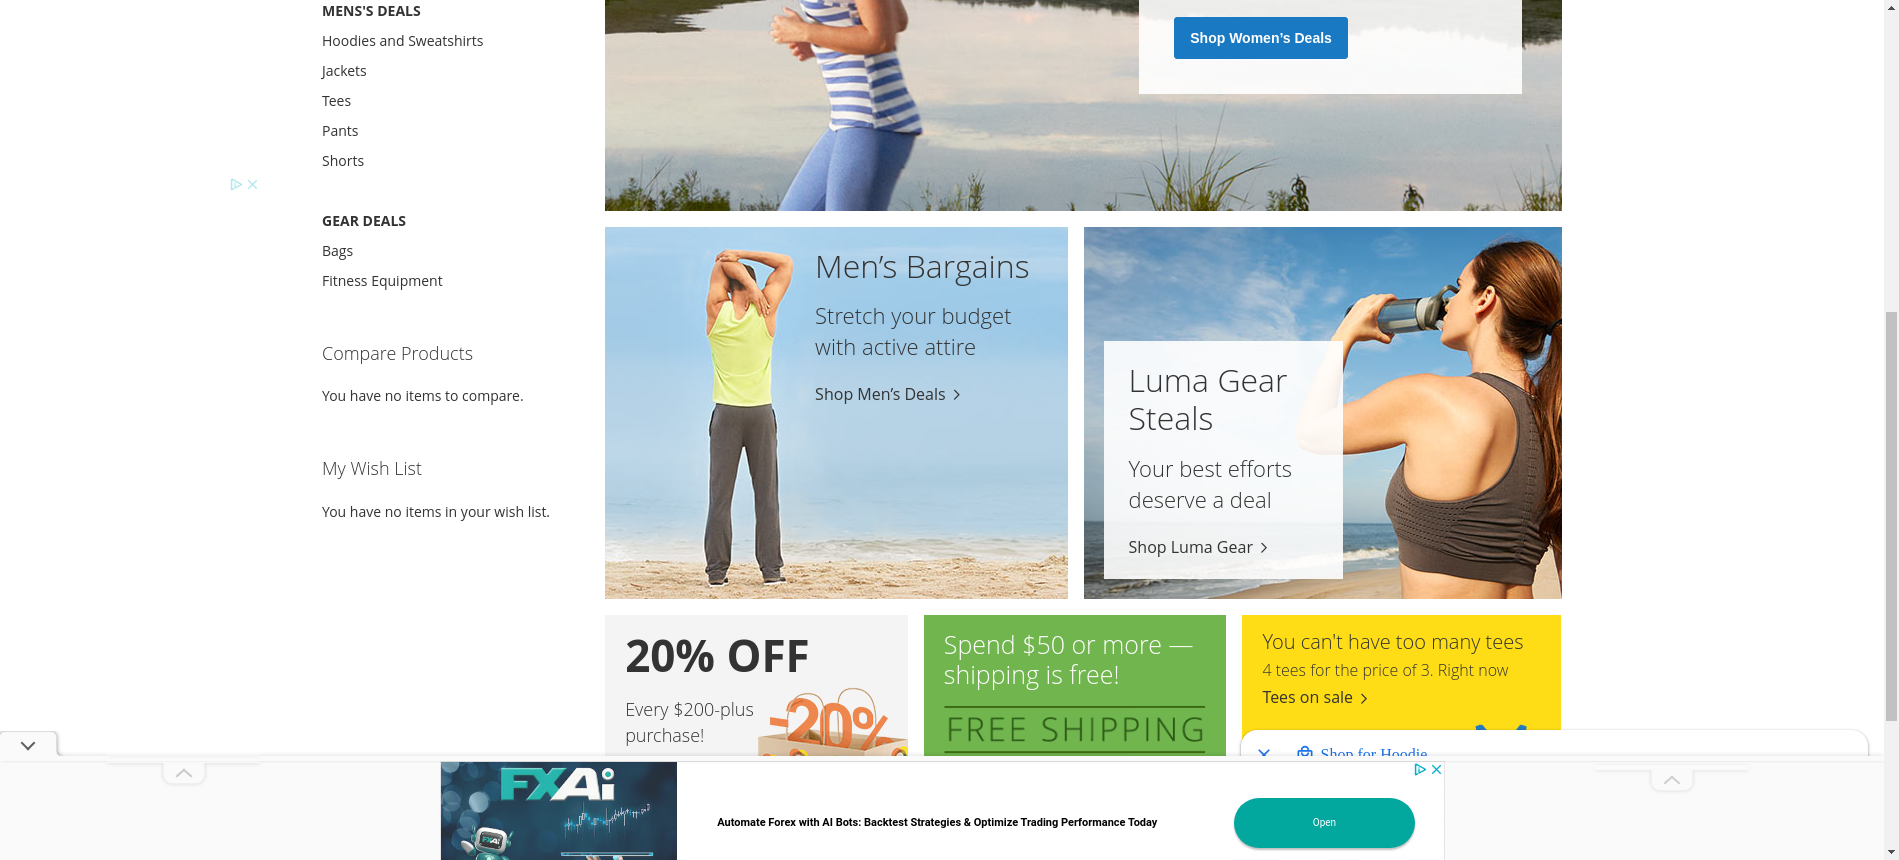 MENS'S DEALS
Hoodies and Sweatshirts
Jackets
Tees
Pants
Shorts
GEAR DEALS
Bags
Fitness Equipment
Compare Products
You have no items to compare.
My Wish List
You have no items in your wish list.
Shop Women’s Deals
Men’s Bargains
Stretch your budget
with active attire
Shop Men’s Deals
Luma Gear
Steals
Your best efforts
deserve a deal
Shop Luma Gear
20% OFF
Every $200-plus
purchase!
-20%
Spend $50 or more —
shipping is free!
FREE SHIPPING
You can't have too many tees
4 tees for the price of 3. Right now
Tees on sale
Shop for Hoodie
FXAi
FXAi
Automate Forex with AI Bots: Backtest Strategies & Optimize Trading Performance Today
Open